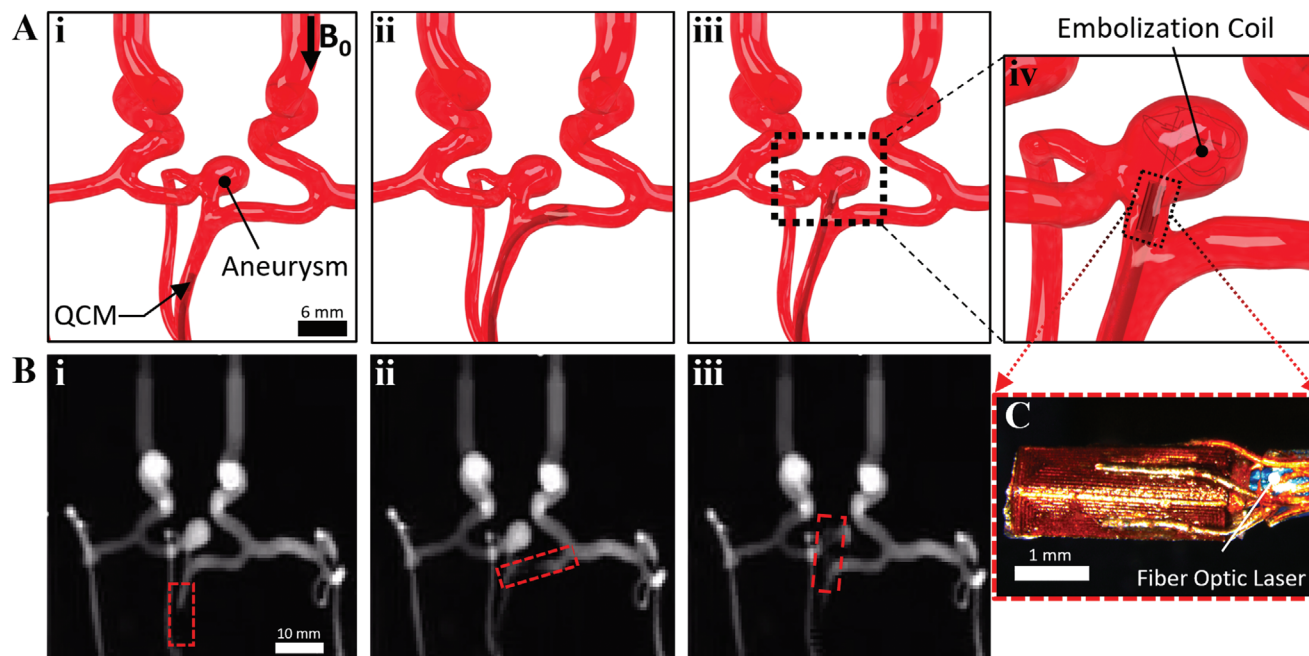 A
i
B0
ii
iii
Embolization Coil
iv
Aneurysm
QCM
6 mm
B
i
ii
iii
C
10 mm
1 mm
Fiber Optic Laser